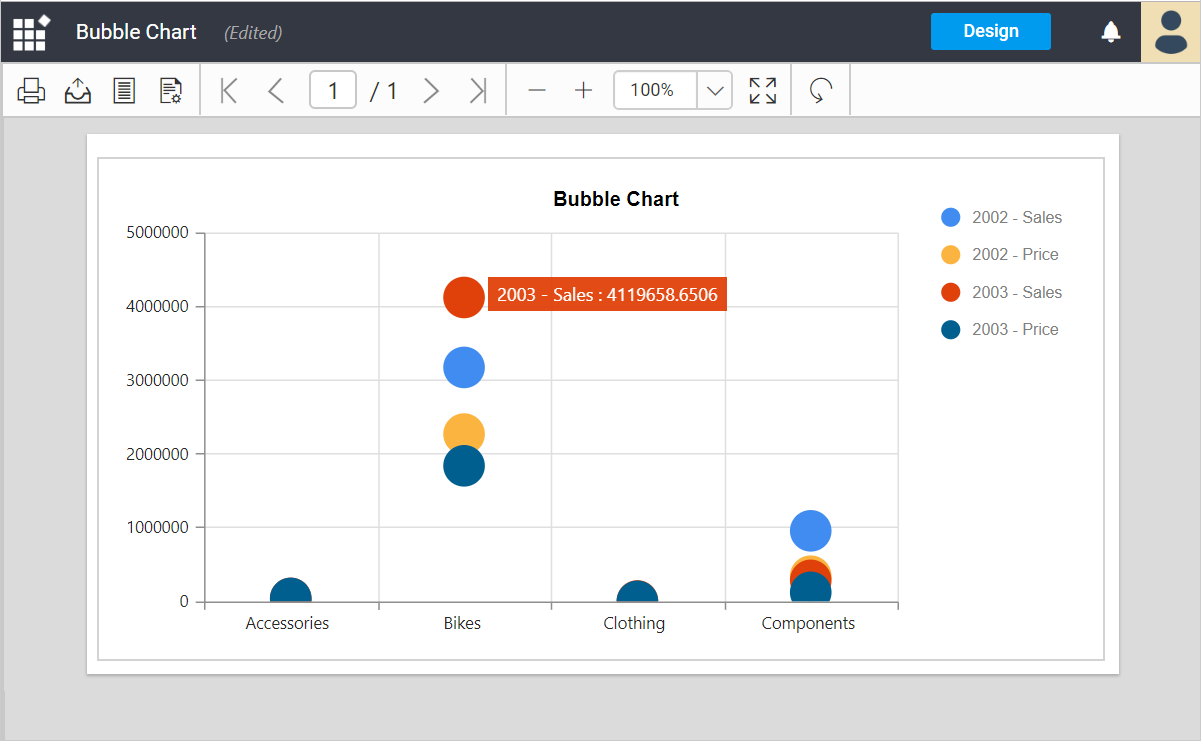 Bubble Chart (Edited) Design
1 / 1 100%
Bubble Chart
2002 - Sales
2002 - Price
2003 - Sales
2003 - Price
5000000
4000000
3000000
2000000
1000000
0
2003 - Sales : 4119658.6506
Accessories Bikes Clothing Components